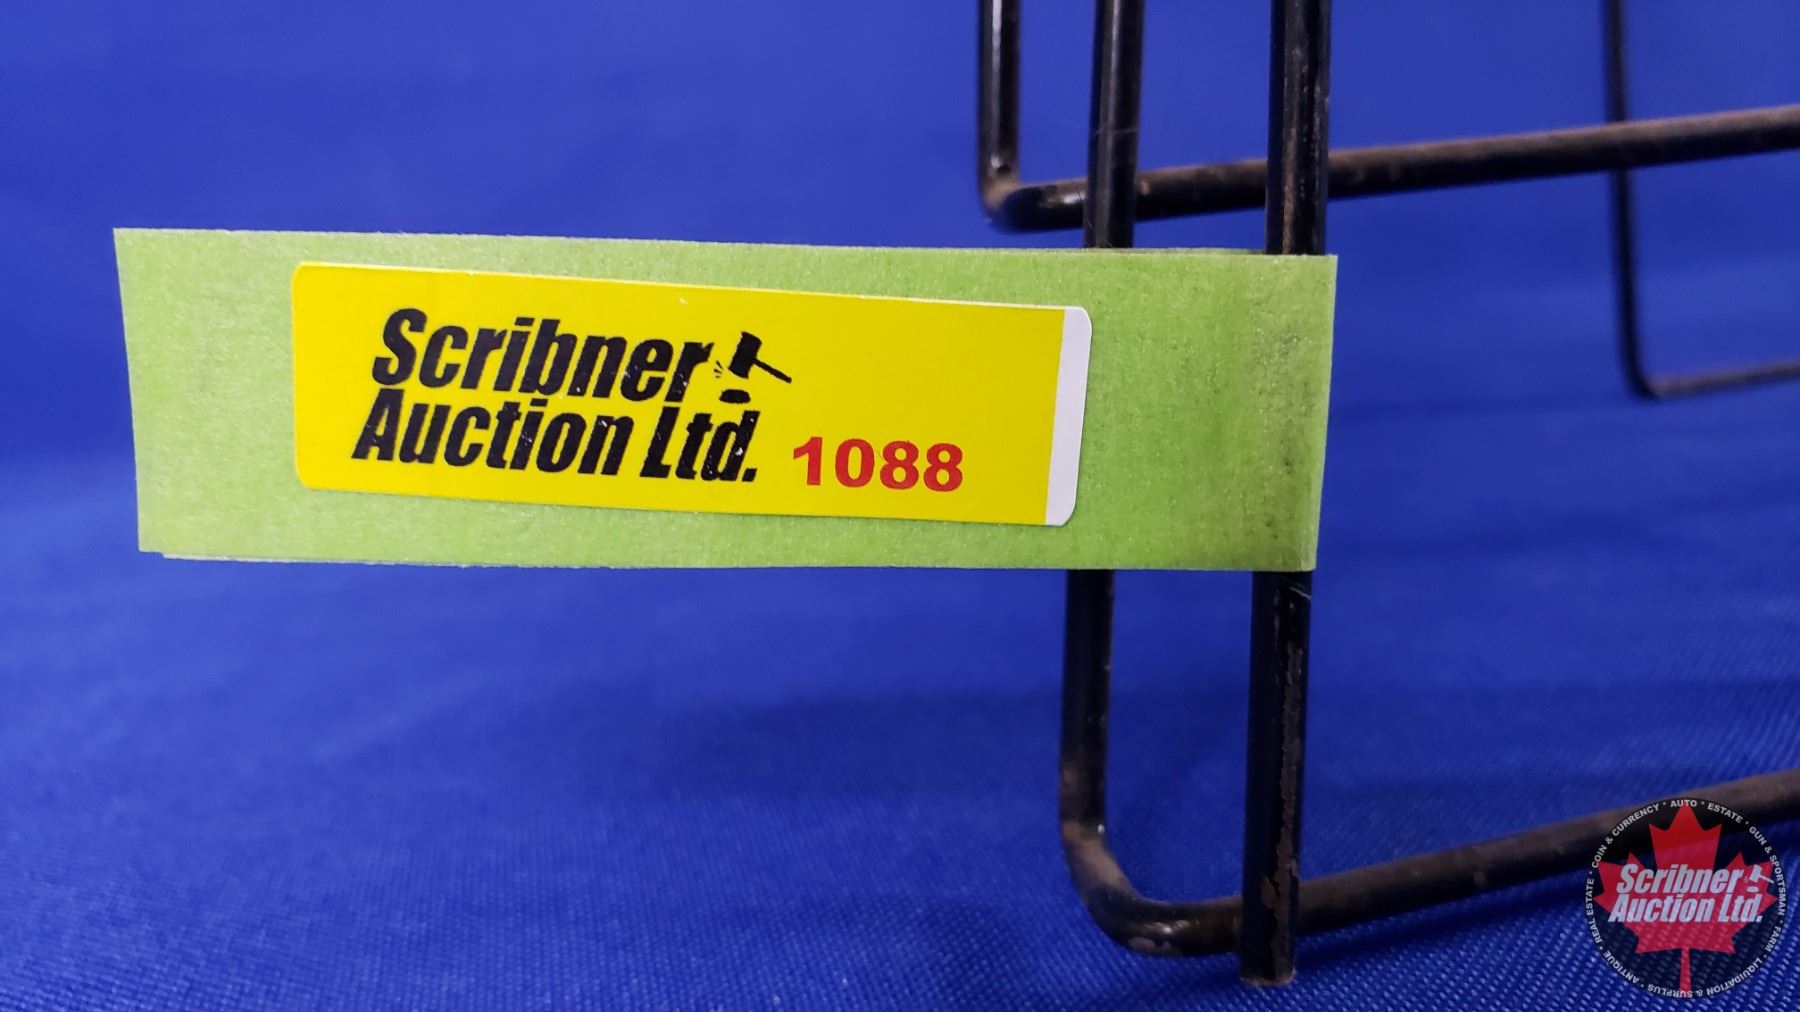 Scribner
Auction Ltd. 1088
COIN & CURRENCY • AUTO • ESTATE • GUN & SPORTSMAN • FARM • LIQUIDATION & SURPLUS • ANTIQUE • REAL ESTATE •
Scribner
Auction Ltd.